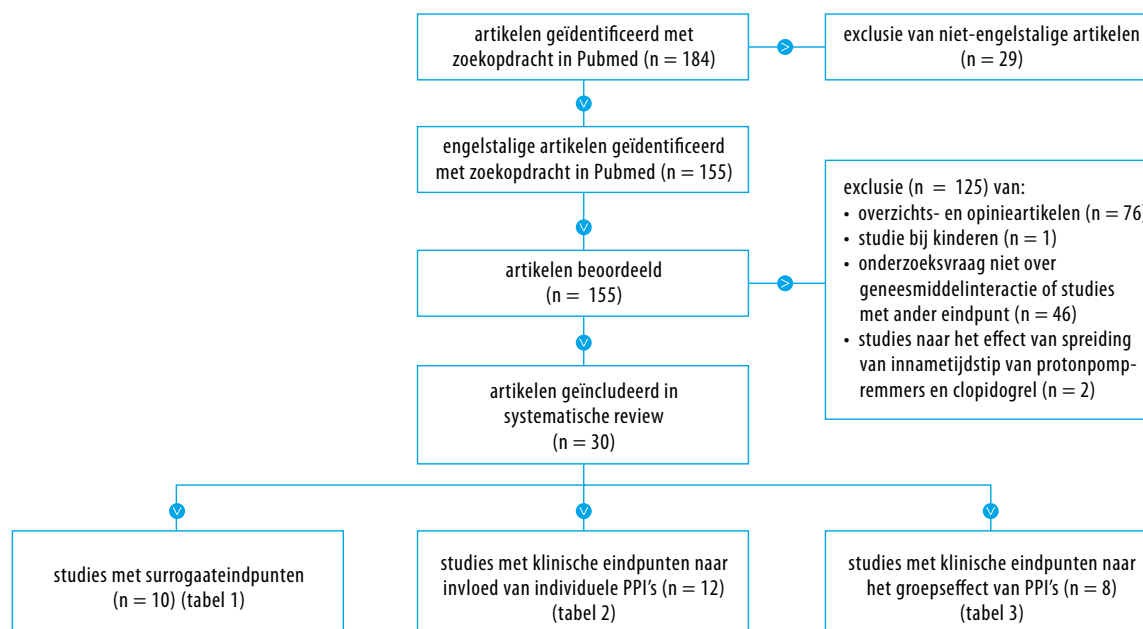 artikelen geïdentificeerd met
zoekopdracht in Pubmed (n = 184)
exclusie van niet-engelstalige artikelen
(n = 29)
engelstalige artikelen geïdentificeerd
met zoekopdracht in Pubmed (n = 155)
artikelen beoordeeld
(n = 155)
exclusie (n = 125) van:
• overzichts- en opinieartikelen (n = 76)
• studie bij kinderen (n = 1)
• onderzoeksvraag niet over
geneesmiddelinteractie of studies
met ander eindpunt (n = 46)
• studies naar het effect van spreiding
van innametijdstip van protonpomp-
remmers en clopidogrel (n = 2)
artikelen geïncludeerd in
systematische review
(n = 30)
studies met surrogaateindpunten
(n = 10) (tabel 1)
studies met klinische eindpunten naar
invloed van individuele PPI's (n = 12)
(tabel 2)
studies met klinische eindpunten naar
het groepseffect van PPI's (n = 8)
(tabel 3)